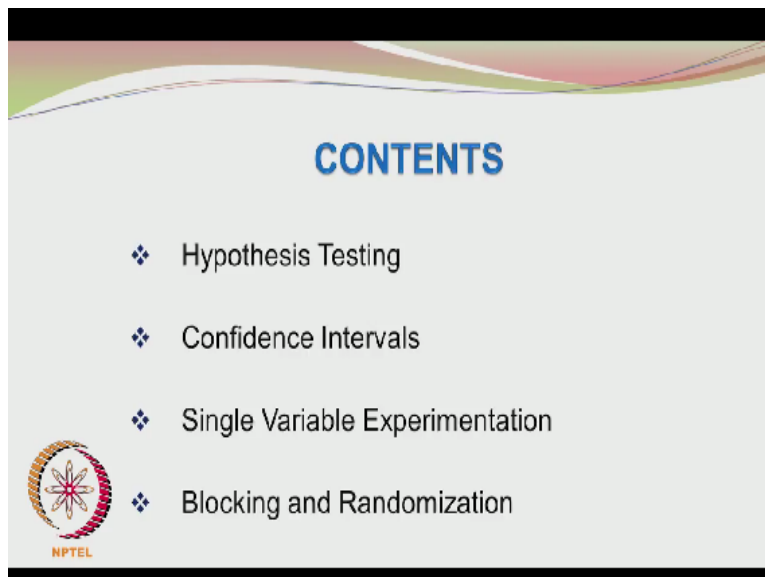 CONTENTS
Hypothesis Testing
Confidence Intervals
Single Variable Experimentation
Blocking and Randomization
NPTEL